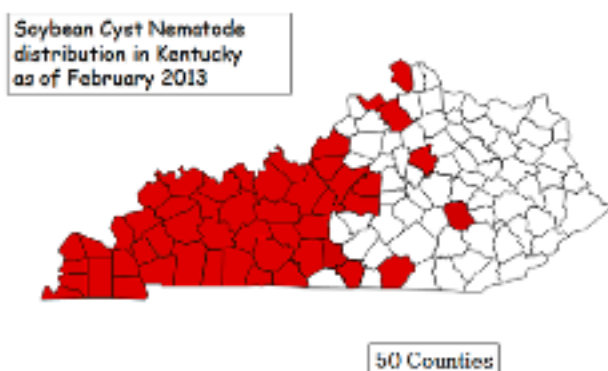 Soybean Cyst Nematode
distribution in Kentucky
as of February 2013
50 Counties